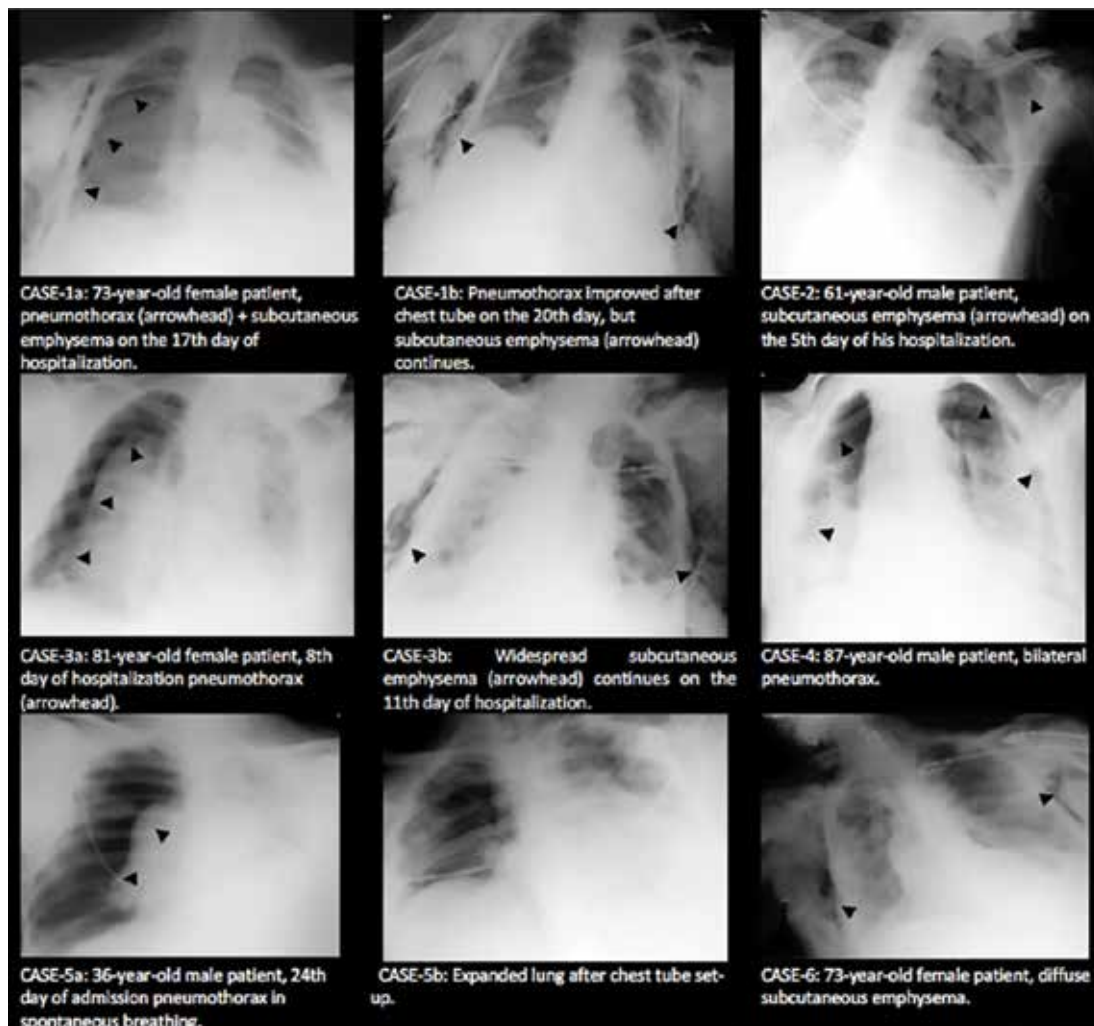 CASE-1a: 73-year-old female patient,
pneumothorax (arrowhead) + subcutaneous
emphysema on the 17th day of
hospitalization.
CASE-1b: Pneumothorax improved after
chest tube on the 20th day, but
subcutaneous emphysema (arrowhead)
continues.
CASE-2: 61-year-old male patient,
subcutaneous emphysema (arrowhead) on
the 5th day of his hospitalization.
CASE-3a: 81-year-old female patient, 8th
day of hospitalization pneumothorax
(arrowhead).
CASE-3b: Widespread subcutaneous
emphysema (arrowhead) continues on the
11th day of hospitalization.
CASE-4: 87-year-old male patient, bilateral
pneumothorax.
CASE-5a: 36-year-old male patient, 24th
day of admission pneumothorax in
spontaneous breathing.
CASE-5b: Expanded lung after chest tube set-
up.
CASE-6: 73-year-old female patient, diffuse
subcutaneous emphysema.